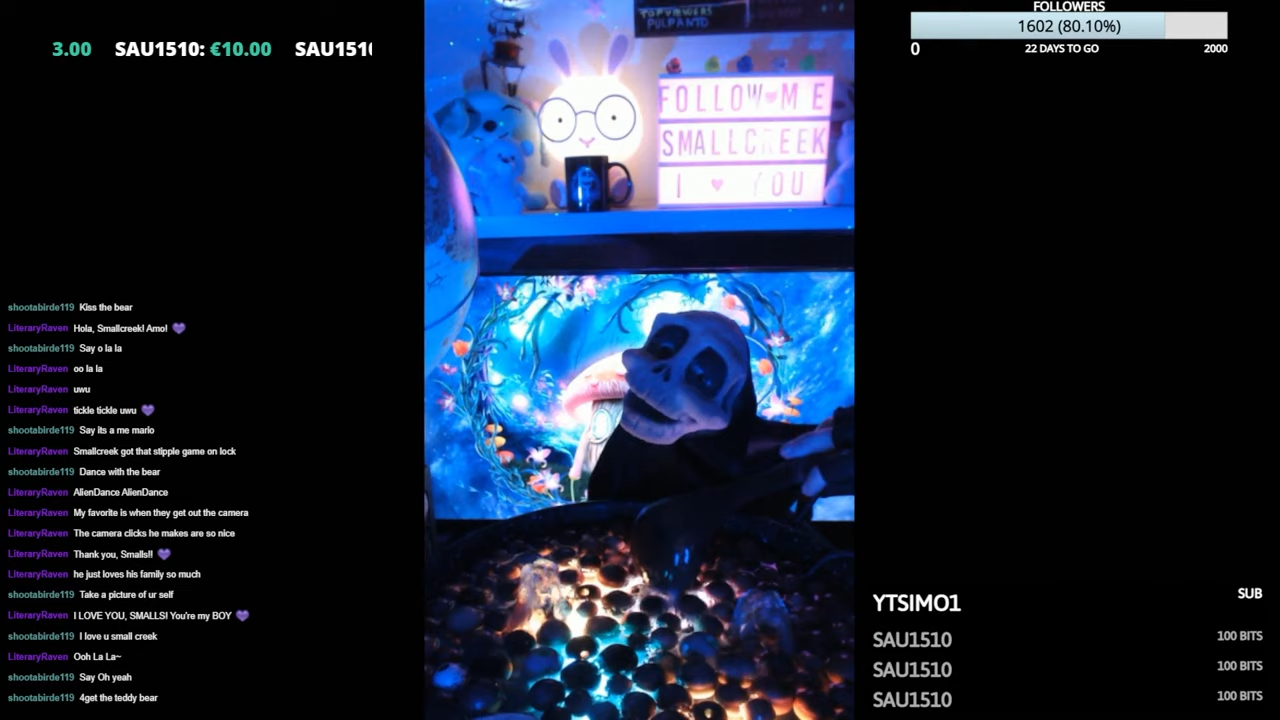 3.00 SAU1510: €10.00 SAU151
FOLLOWERS
1602 (80.10%)
0 22 DAYS TO GO 2000
TOPVIEWERS
PULPANTO
FOLLOW♥ME
SMALLCREEK
I ♥ YOU
shootabirde119 Kiss the bear
LiteraryRaven Hola, Smallcreek! Amo! 💜
shootabirde119 Say o la la
LiteraryRaven oo la la
LiteraryRaven uwu
LiteraryRaven tickle tickle uwu 💜
shootabirde119 Say its a me mario
LiteraryRaven Smallcreek got that stipple game on lock
shootabirde119 Dance with the bear
LiteraryRaven AlienDance AlienDance
LiteraryRaven My favorite is when they get out the camera
LiteraryRaven The camera clicks he makes are so nice
LiteraryRaven Thank you, Smalls!! 💜
LiteraryRaven he just loves his family so much
shootabirde119 Take a picture of ur self
LiteraryRaven I LOVE YOU, SMALLS! You're my BOY 💜
shootabirde119 I love u small creek
LiteraryRaven Ooh La La~
shootabirde119 Say Oh yeah
shootabirde119 4get the teddy bear
YTSIMO1 SUB
SAU1510 100 BITS
SAU1510 100 BITS
SAU1510 100 BITS